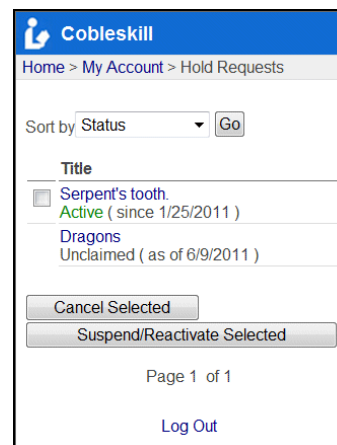 Cobleskill
Home > My Account > Hold Requests
Sort by Status Go
Title
Serpent's tooth.
Active ( since 1/25/2011 )
Dragons
Unclaimed ( as of 6/9/2011 )
Cancel Selected
Suspend/Reactivate Selected
Page 1 of 1
Log Out